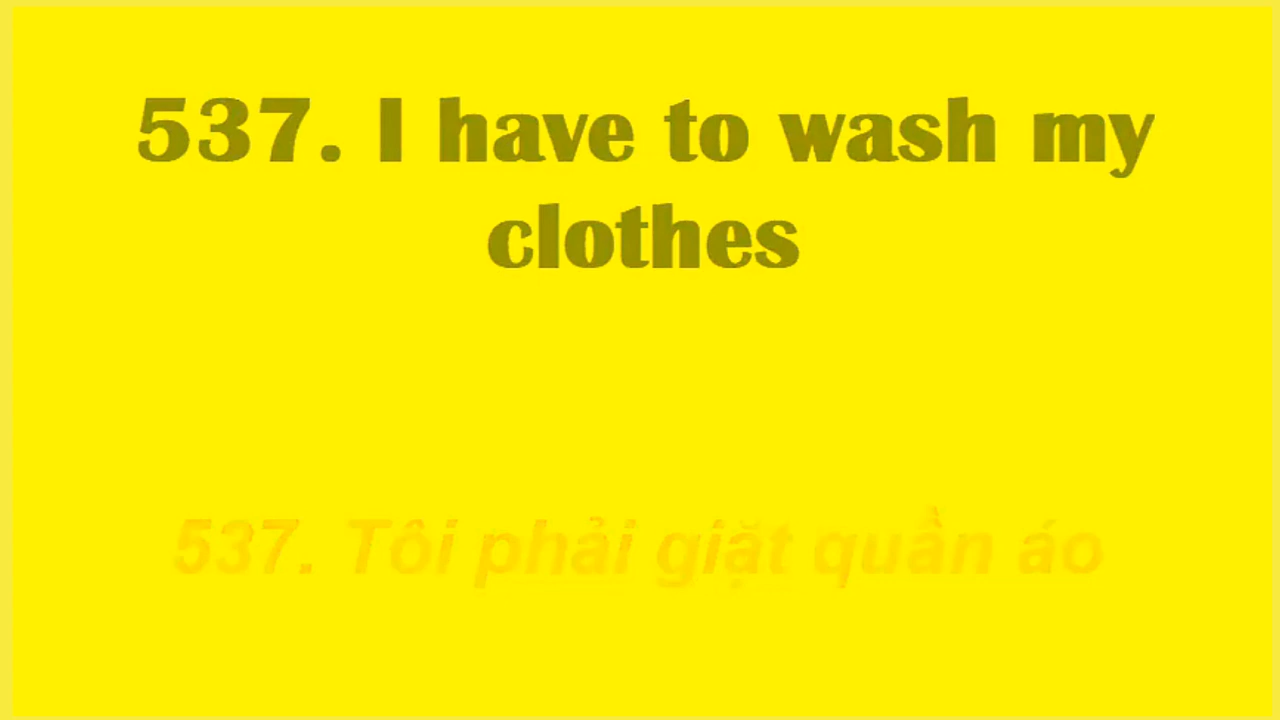 537. I have to wash my
clothes
537. Tôi phải giặt quần áo